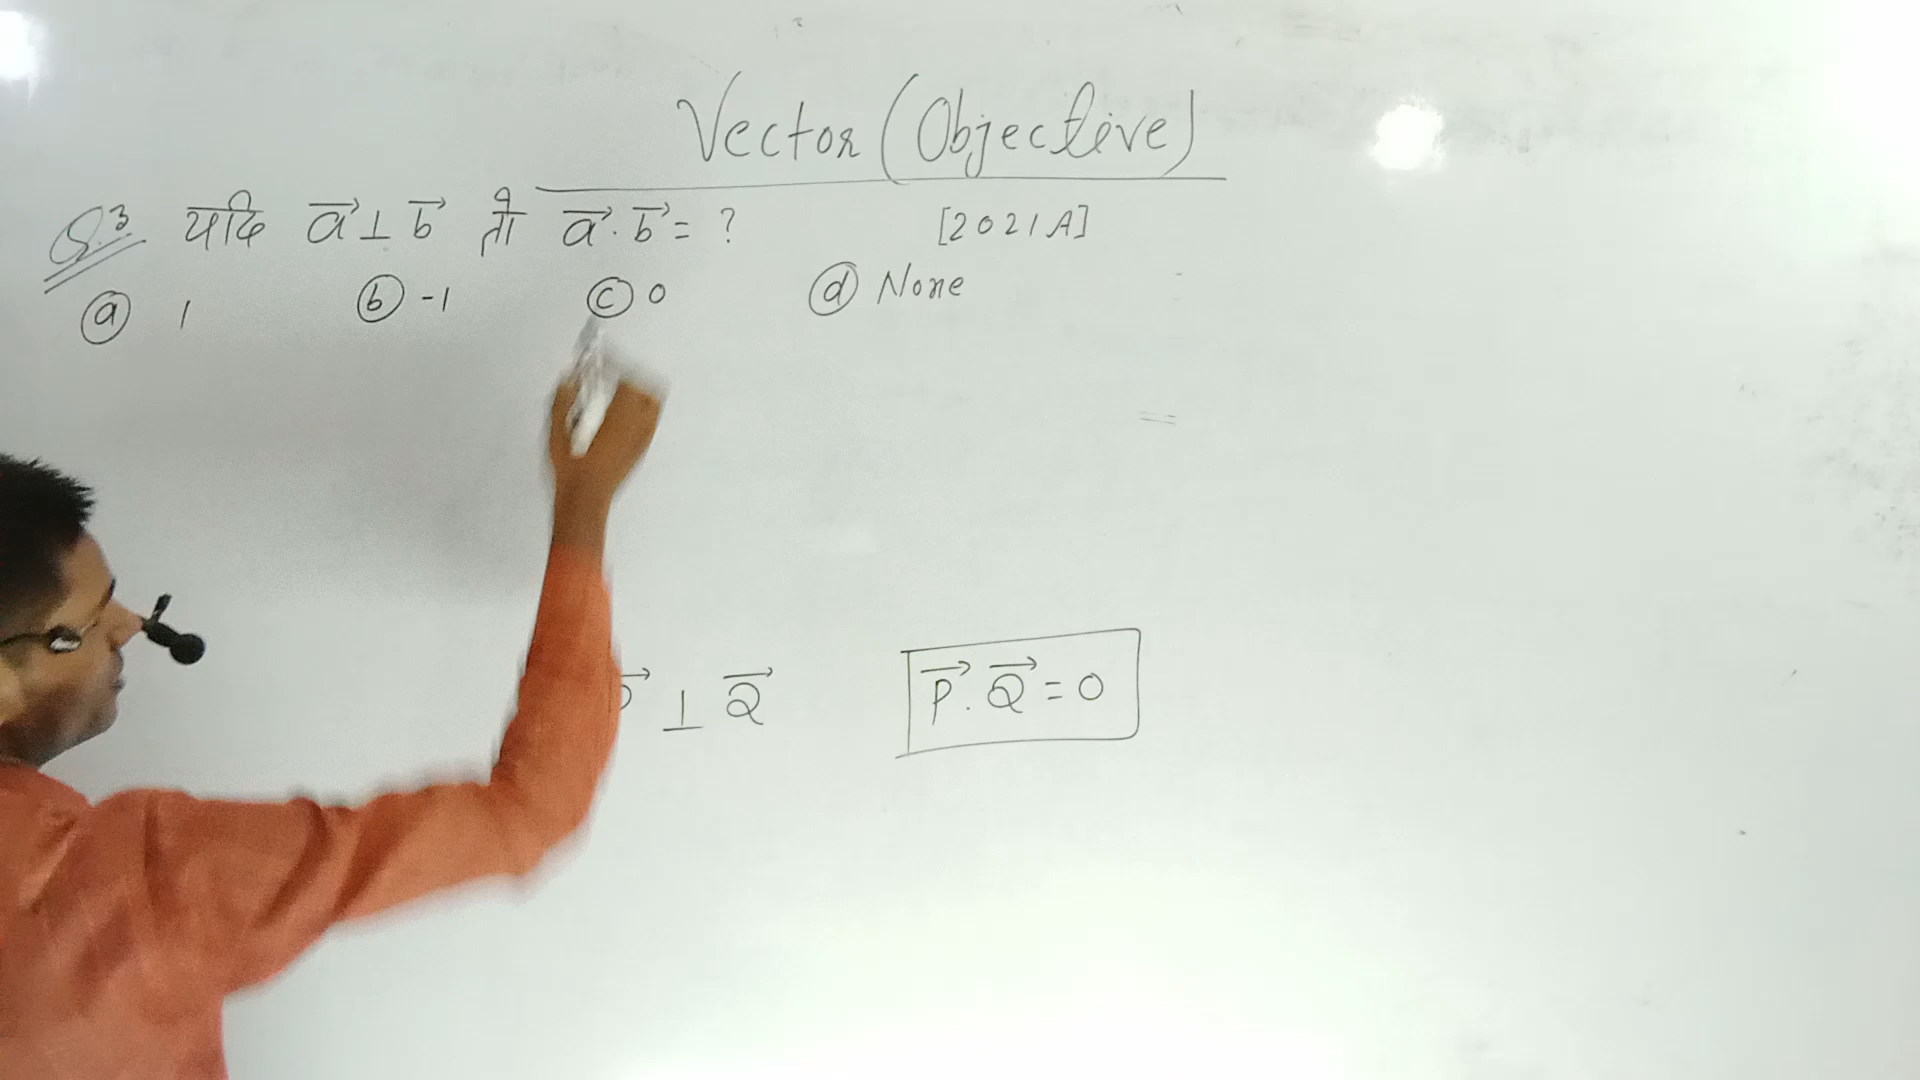 Vector (Objective)
Q.3 यदि a⃗ ⊥ b⃗ तो a⃗ . b⃗ = ? [2021A]
ⓐ 1 ⓑ -1 ⓒ 0 ⓓ None
⊥ Q⃗ P⃗ . Q⃗ = 0